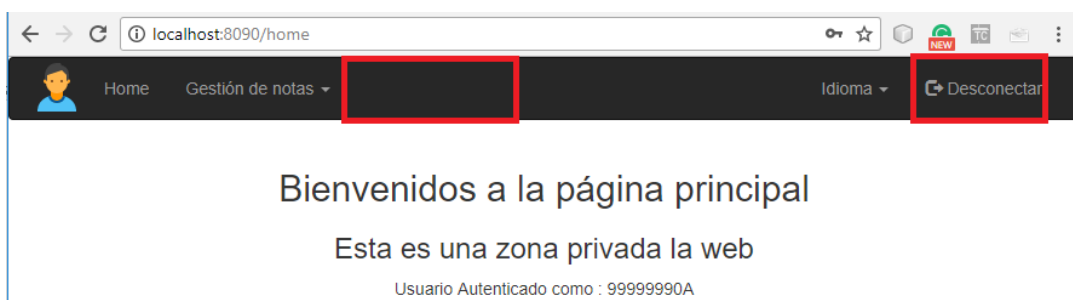 localhost:8090/home
NEW
TC
Home Gestión de notas Idioma Desconectar
Bienvenidos a la página principal
Esta es una zona privada la web
Usuario Autenticado como : 99999990A